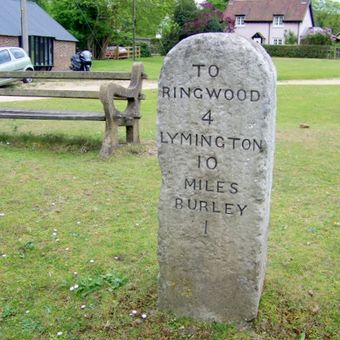 TO
RINGWOOD
4
LYMINGTON
10
MILES
BURLEY
1